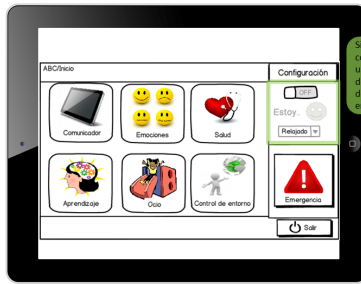 ABC/Inicio
Configuración
OFF
Estoy..
Relajado
Comunicador
Emociones
Salud
Aprendizaje
Ocio
Control de entorno
Emergencia
Salir